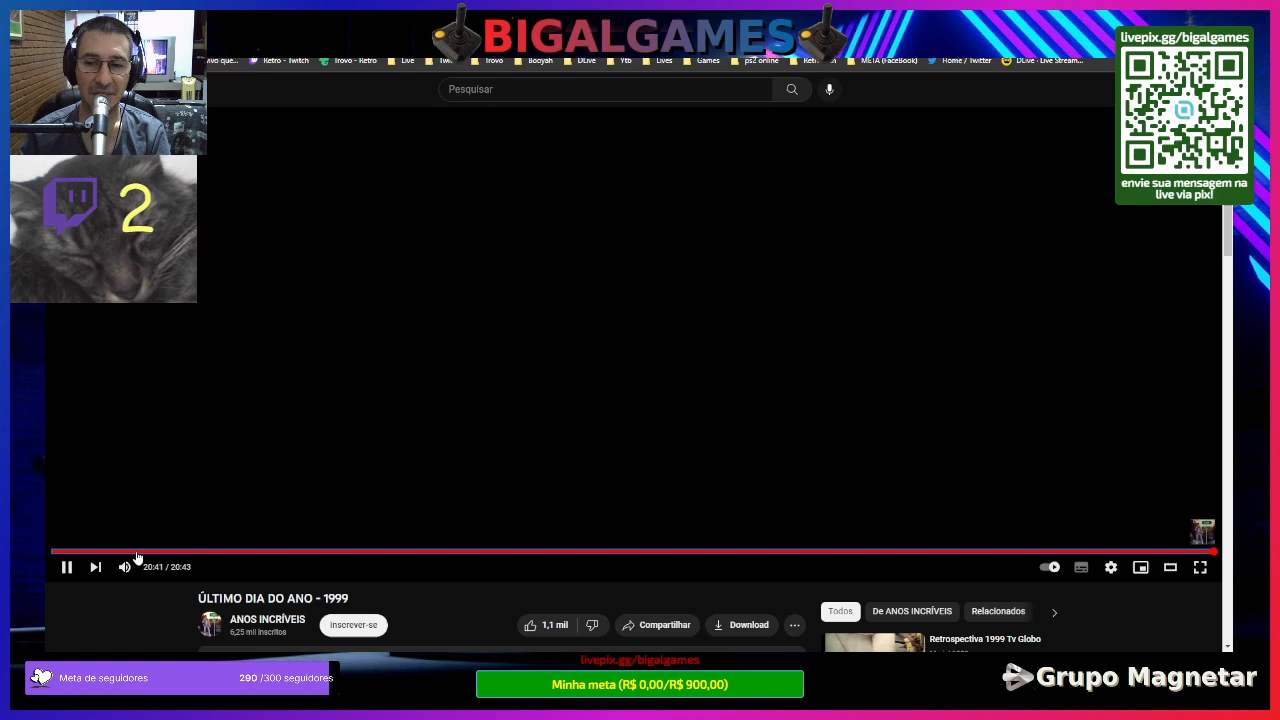 BIGALGAMES
livepix.gg/bigalgames
envie sua mensagem na
live via pix!
2
vivo que... Retro - Twitch Trovo - Retro Live Trovo Booyah DLive Ytb Lives Games ps2 online META (FaceBook) Home / Twitter DLive · Live Stream...
Pesquisar
20:41 / 20:43
ÚLTIMO DIA DO ANO - 1999
ANOS INCRÍVEIS
6,25 mil inscritos
Inscrever-se
1,1 mil
Compartilhar
Download
Todos De ANOS INCRÍVEIS Relacionados
Retrospectiva 1999 Tv Globo
livepix.gg/bigalgames
Meta de seguidores 290 /300 seguidores
Minha meta (R$ 0,00/R$ 900,00)
Grupo Magnetar